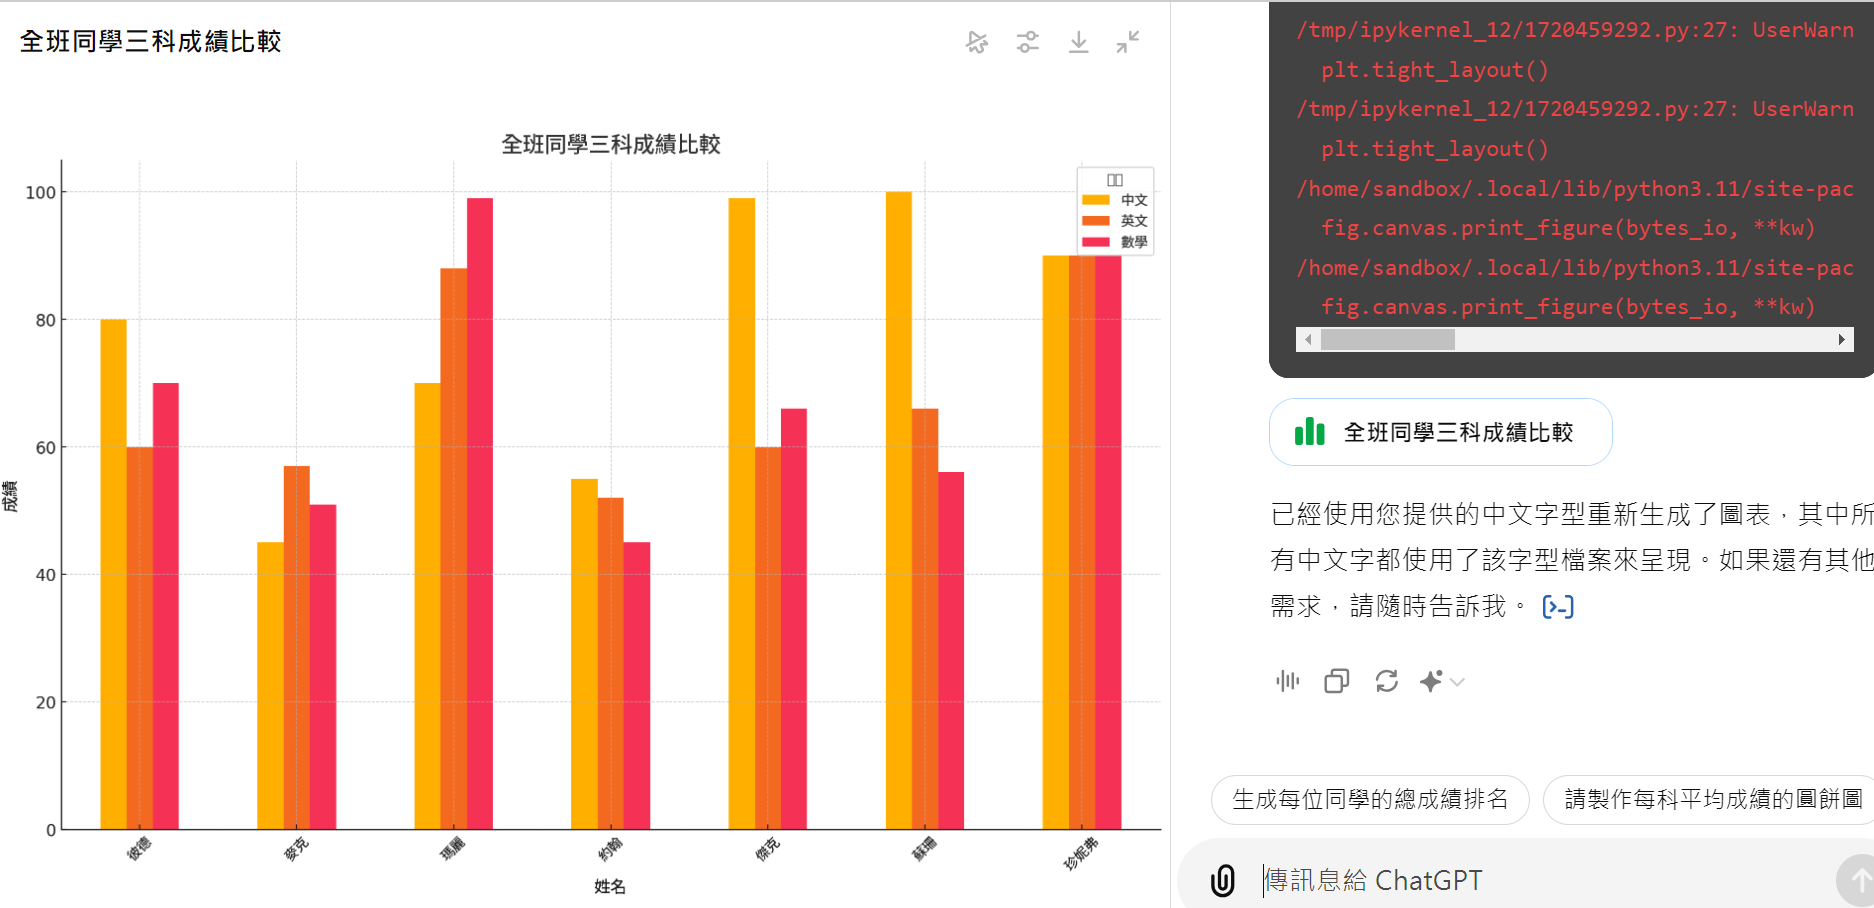 全班同學三科成績比較
全班同學三科成績比較
100
80
60
40
20
0
成績
中文
英文
數學
彼德
麥克
瑪麗
約翰
傑克
蘇珊
珍妮弗
姓名
/tmp/ipykernel_12/1720459292.py:27: UserWarn
plt.tight_layout()
/tmp/ipykernel_12/1720459292.py:27: UserWarn
plt.tight_layout()
/home/sandbox/.local/lib/python3.11/site-pac
fig.canvas.print_figure(bytes_io, **kw)
/home/sandbox/.local/lib/python3.11/site-pac
fig.canvas.print_figure(bytes_io, **kw)
全班同學三科成績比較
已經使用您提供的中文字型重新生成了圖表，其中所
有中文字都使用了該字型檔案來呈現。如果還有其他
需求，請隨時告訴我。 [>-]
生成每位同學的總成績排名
請製作每科平均成績的圓餅圖
傳訊息給 ChatGPT